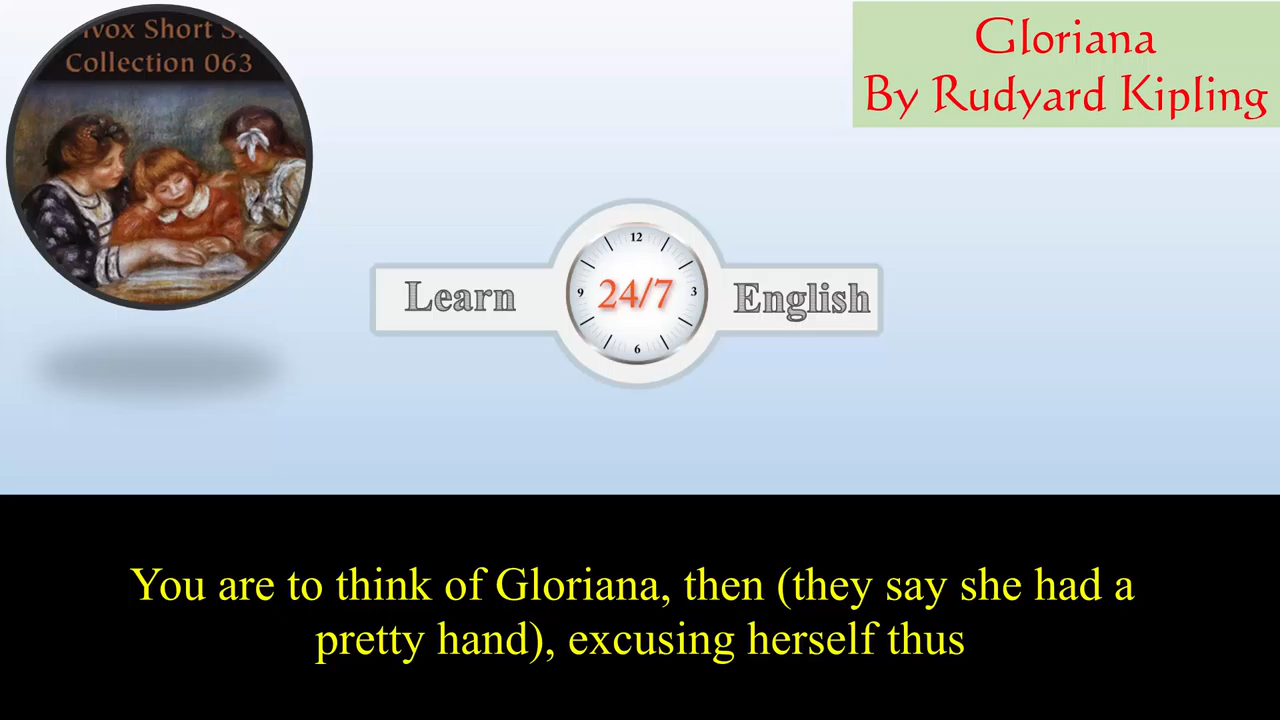 Short
Collection 063
Gloriana
By Rudyard Kipling
12
Learn 9 24/7 3 English
6
You are to think of Gloriana, then (they say she had a
pretty hand), excusing herself thus